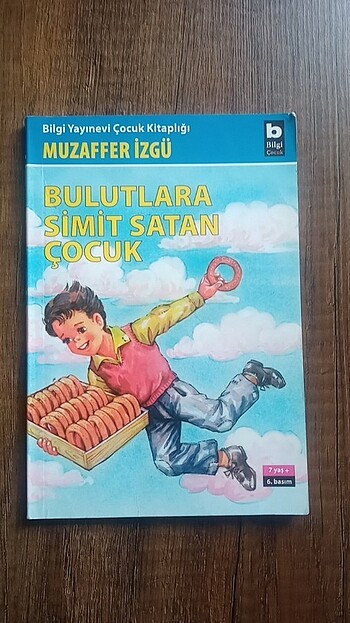 Bilgi Yayınevi Çocuk Kitaplığı
MUZAFFER İZGÜ
b
Bilgi
Çocuk
BULUTLARA
SİMİT SATAN
ÇOCUK
7 yaş +
6. basım